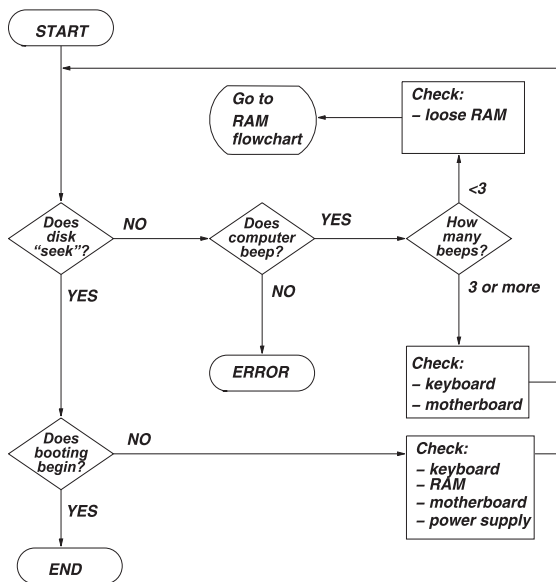 START
Go to
RAM
flowchart
Check:
– loose RAM
<3
Does
disk
“seek”?
NO
Does
computer
beep?
YES
How
many
beeps?
YES
NO
3 or more
ERROR
Check:
– keyboard
– motherboard
Does
booting
begin?
NO
Check:
– keyboard
– RAM
– motherboard
– power supply
YES
END